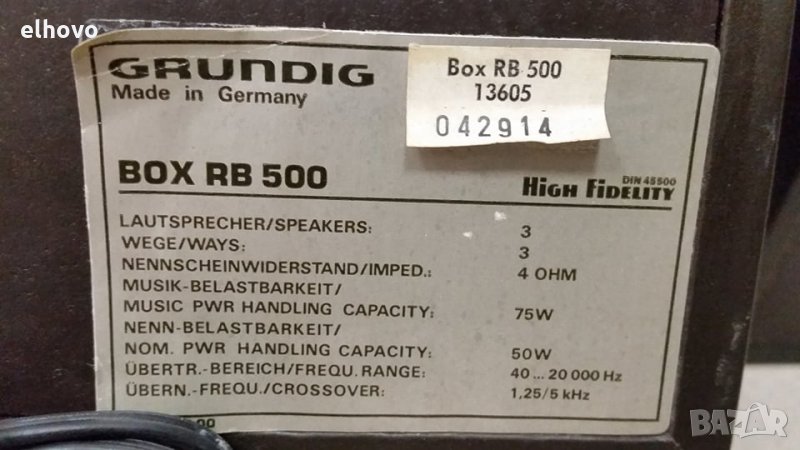 elhovo
GRUNDIG
Made in Germany
Box RB 500
13605
042914
BOX RB 500
DIN 45500
HIGH FIDELITY
LAUTSPRECHER/SPEAKERS: 3
WEGE/WAYS: 3
NENNSCHEINWIDERSTAND/IMPED.: 4 OHM
MUSIK-BELASTBARKEIT/
MUSIC PWR HANDLING CAPACITY: 75W
NENN-BELASTBARKEIT/
NOM. PWR HANDLING CAPACITY: 50W
ÜBERTR.-BEREICH/FREQU. RANGE: 40 ... 20 000 Hz
ÜBERN.-FREQU./CROSSOVER: 1,25/5 kHz
BAZAR